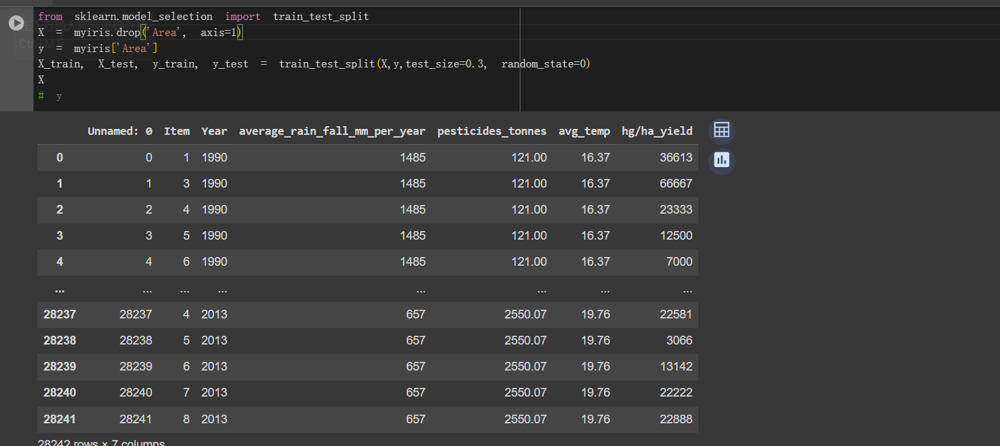 from sklearn.model_selection import train_test_split
X = myiris.drop('Area', axis=1)
y = myiris['Area']
X_train, X_test, y_train, y_test = train_test_split(X,y,test_size=0.3, random_state=0)
X
# y
Unnamed: 0 Item Year average_rain_fall_mm_per_year pesticides_tonnes avg_temp hg/ha_yield
0 0 1 1990 1485 121.00 16.37 36613
1 1 3 1990 1485 121.00 16.37 66667
2 2 4 1990 1485 121.00 16.37 23333
3 3 5 1990 1485 121.00 16.37 12500
4 4 6 1990 1485 121.00 16.37 7000
... ... ... ... ... ... ... ...
28237 28237 4 2013 657 2550.07 19.76 22581
28238 28238 5 2013 657 2550.07 19.76 3066
28239 28239 6 2013 657 2550.07 19.76 13142
28240 28240 7 2013 657 2550.07 19.76 22222
28241 28241 8 2013 657 2550.07 19.76 22888
28242 rows × 7 columns